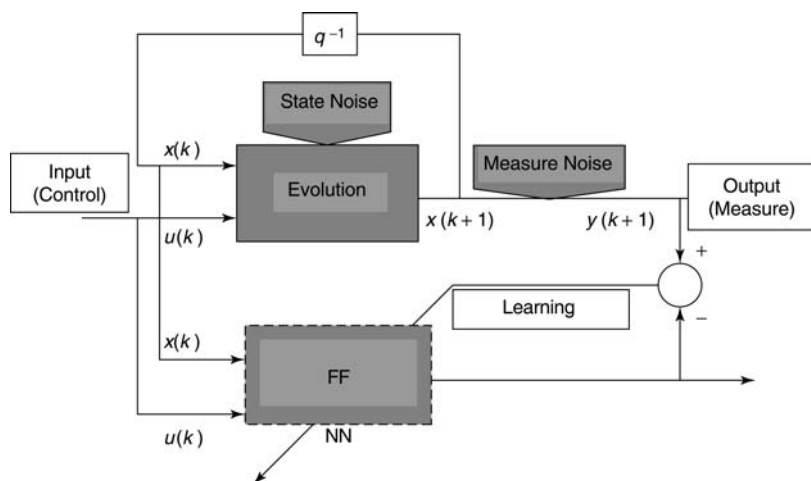 q⁻¹
State Noise
x(k)
Measure Noise
Input
(Control)
Evolution
Output
(Measure)
u(k)
x(k+1)
y(k+1)
+
Learning
−
x(k)
FF
u(k)
NN